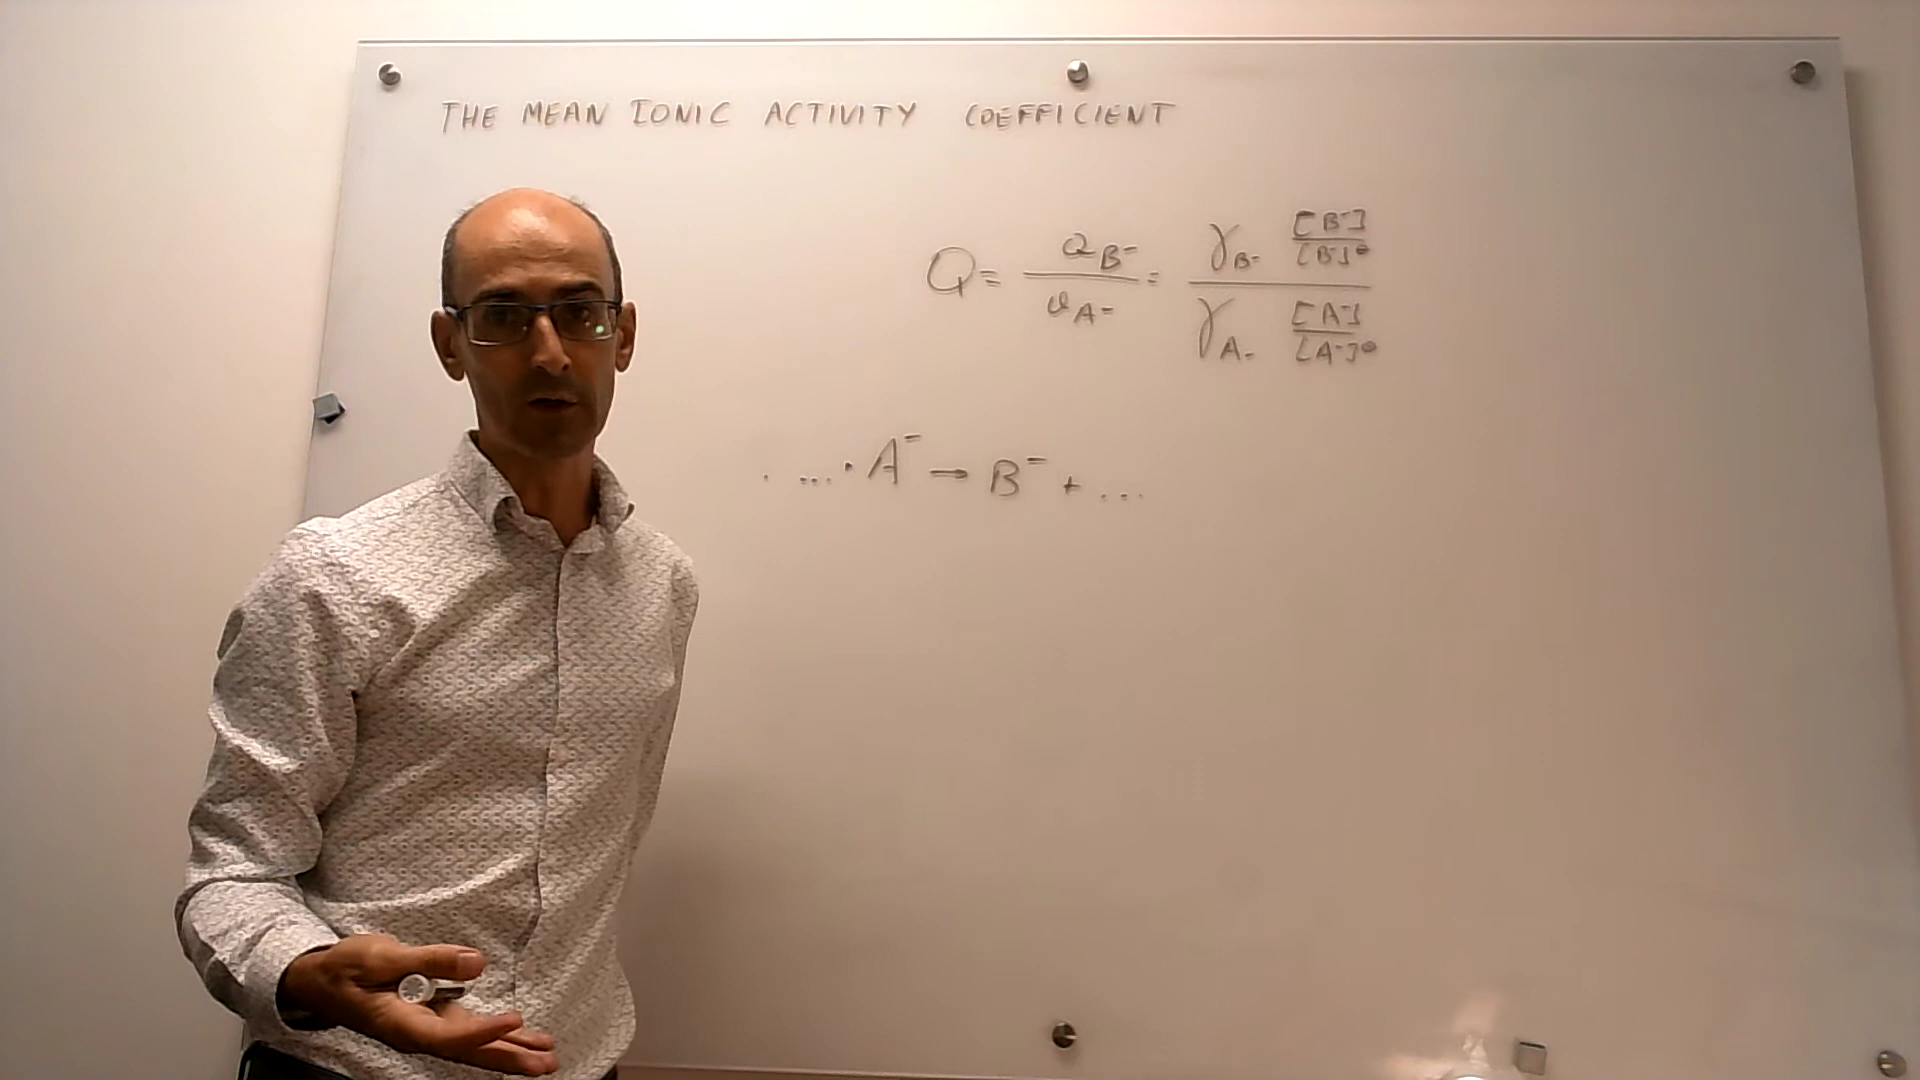 THE MEAN IONIC ACTIVITY COEFFICIENT
Q = a_B⁻ / a_A⁻ = γ_B⁻ [B⁻]/[B⁻]⊖ / γ_A⁻ [A⁻]/[A⁻]⊖
. .... · A⁻ → B⁻ + ...